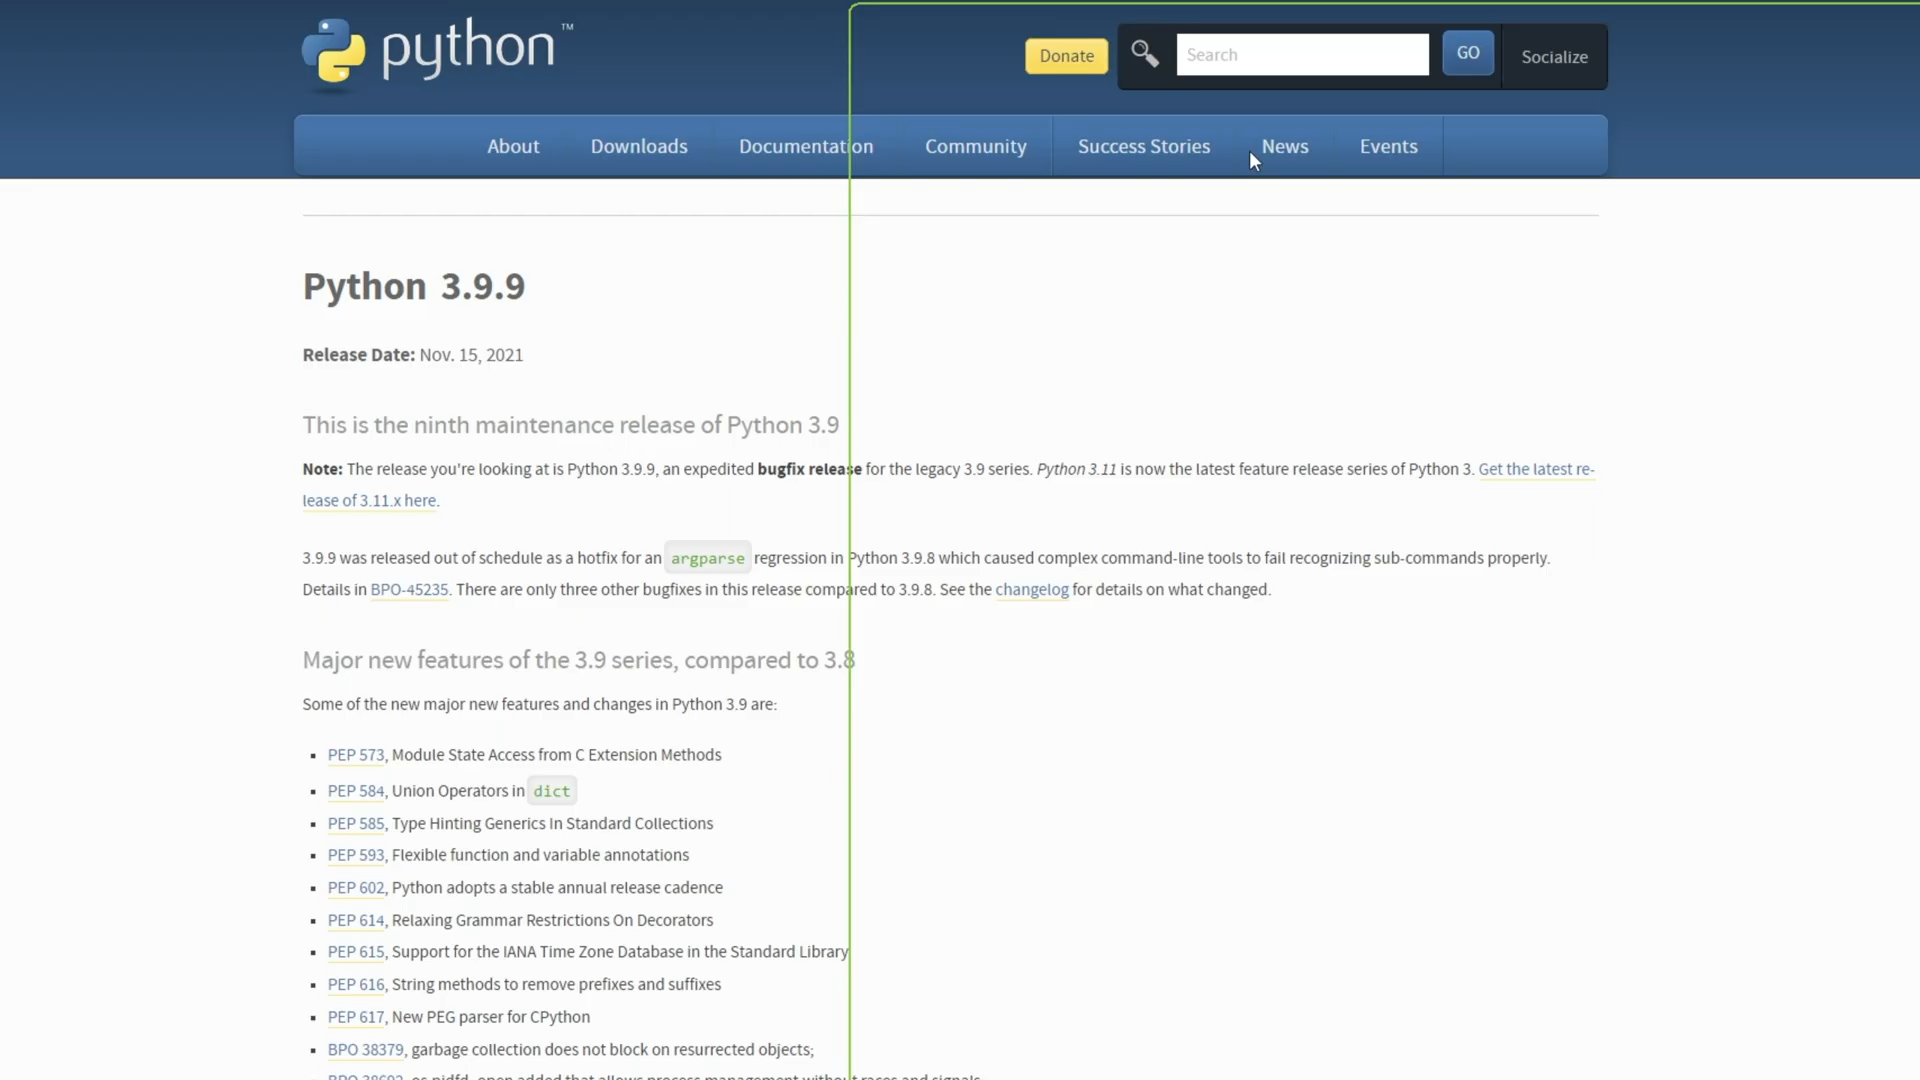 python™
Donate
Search
GO
Socialize
About
Downloads
Documentation
Community
Success Stories
News
Events
Python 3.9.9
Release Date: Nov. 15, 2021
This is the ninth maintenance release of Python 3.9
Note: The release you're looking at is Python 3.9.9, an expedited bugfix release for the legacy 3.9 series. Python 3.11 is now the latest feature release series of Python 3. Get the latest re-
lease of 3.11.x here.
3.9.9 was released out of schedule as a hotfix for an argparse regression in Python 3.9.8 which caused complex command-line tools to fail recognizing sub-commands properly.
Details in BPO-45235. There are only three other bugfixes in this release compared to 3.9.8. See the changelog for details on what changed.
Major new features of the 3.9 series, compared to 3.8
Some of the new major new features and changes in Python 3.9 are:
PEP 573, Module State Access from C Extension Methods
PEP 584, Union Operators in dict
PEP 585, Type Hinting Generics In Standard Collections
PEP 593, Flexible function and variable annotations
PEP 602, Python adopts a stable annual release cadence
PEP 614, Relaxing Grammar Restrictions On Decorators
PEP 615, Support for the IANA Time Zone Database in the Standard Library
PEP 616, String methods to remove prefixes and suffixes
PEP 617, New PEG parser for CPython
BPO 38379, garbage collection does not block on resurrected objects;
that allows process management without races and signals